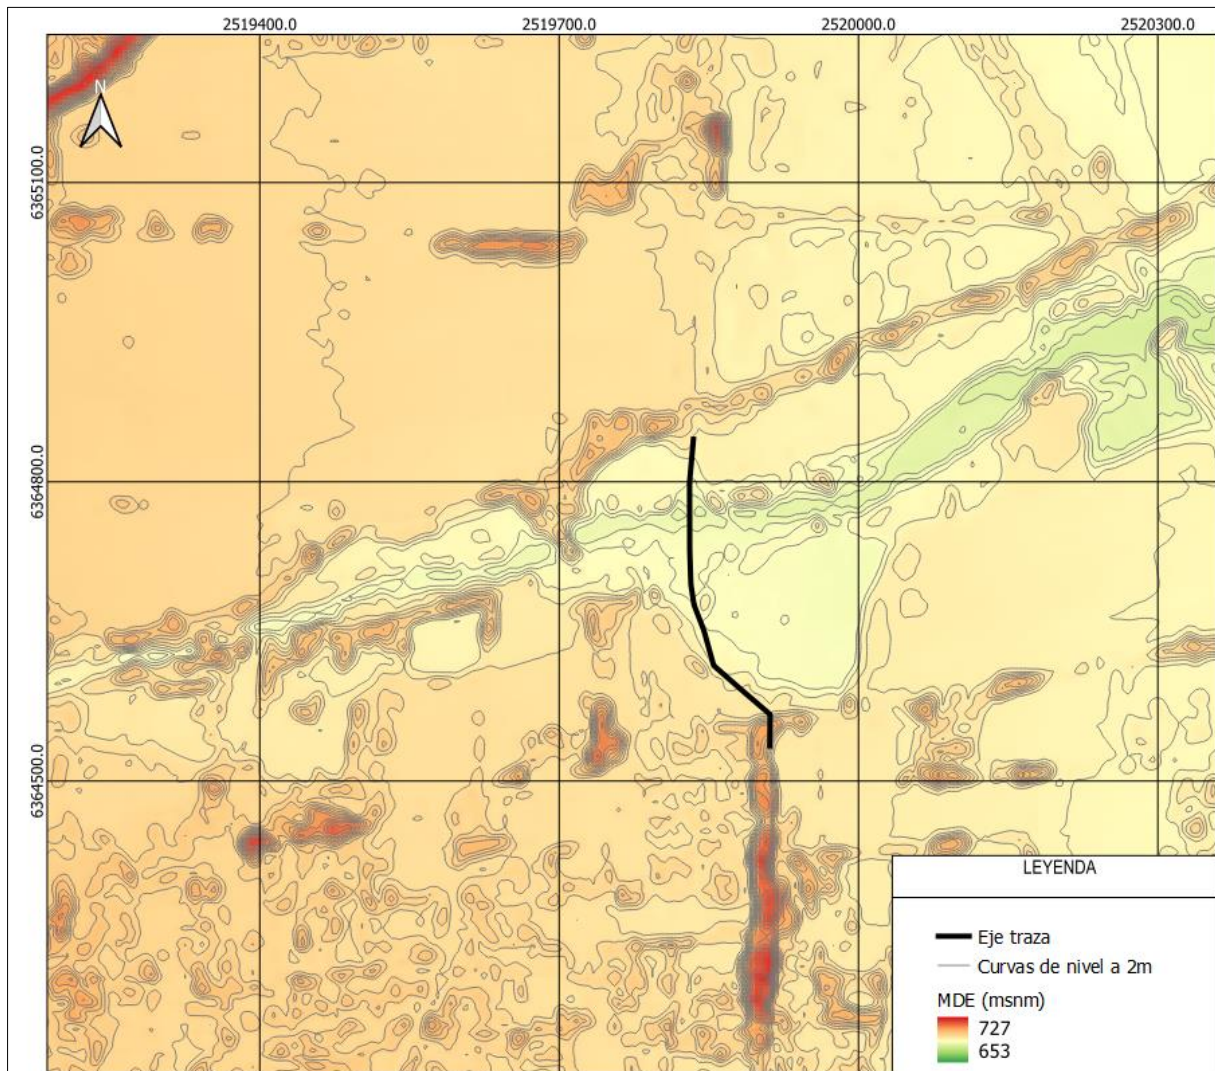 2519400.0 2519700.0 2520000.0 2520300.0
N
6365100.0
6364800.0
6364500.0
LEYENDA
Eje traza
Curvas de nivel a 2m
MDE (msnm)
727
653